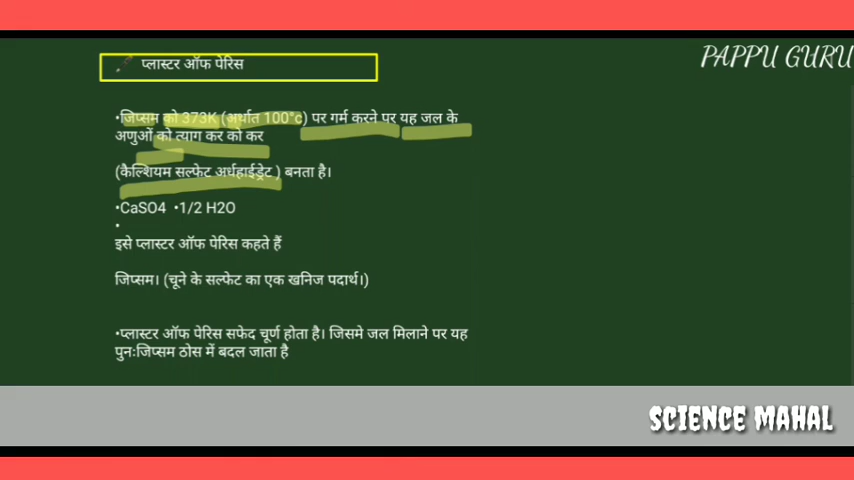 PAPPU GURU
प्लास्टर ऑफ पेरिस
•जिप्सम को 373K (अर्थात 100°c) पर गर्म करने पर यह जल के
अणुओं को त्याग कर को कर
(कैल्शियम सल्फेट अर्धहाईड्रेट ) बनता है।
•CaSO4 •1/2 H2O
•
इसे प्लास्टर ऑफ पेरिस कहते हैं
जिप्सम। (चूने के सल्फेट का एक खनिज पदार्थ।)
•प्लास्टर ऑफ पेरिस सफेद चूर्ण होता है। जिसमे जल मिलाने पर यह
पुनःजिप्सम ठोस में बदल जाता है
SCIENCE MAHAL